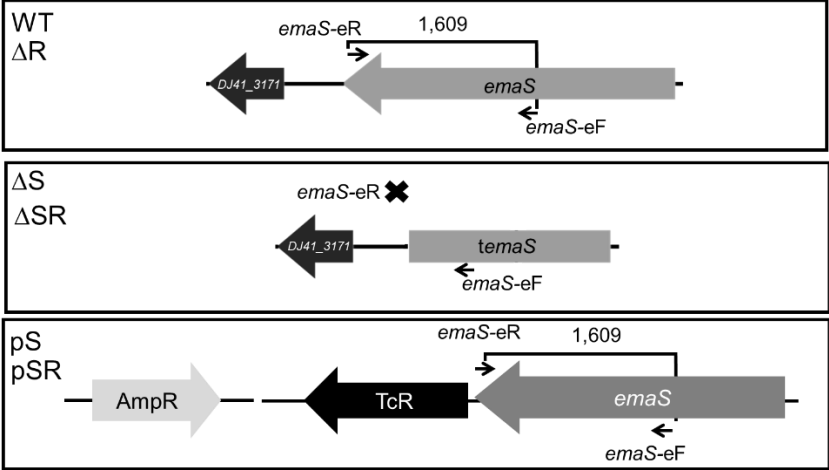 WT
ΔR
emaS-eR
1,609
DJ41_3171
emaS
emaS-eF
ΔS
ΔSR
emaS-eR
DJ41_3171
temaS
emaS-eF
pS
pSR
emaS-eR
1,609
AmpR
TcR
emaS
emaS-eF